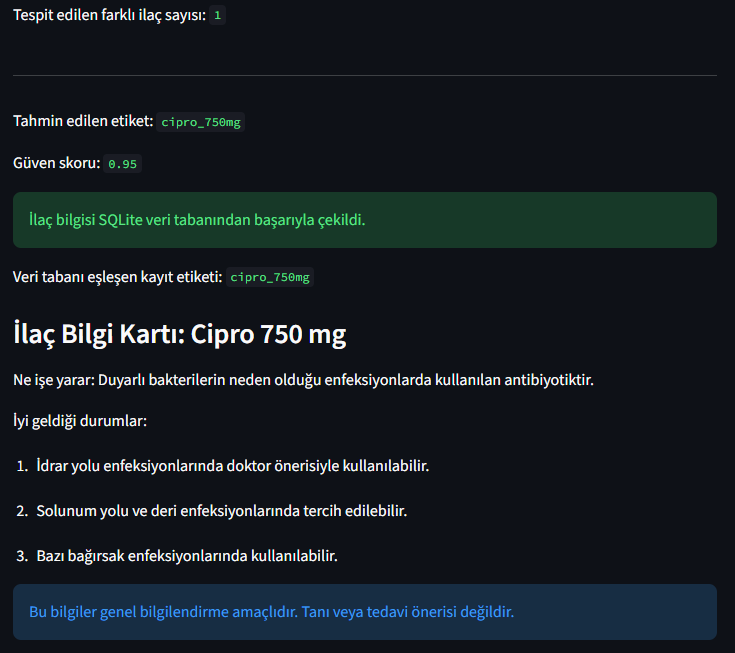 Tespit edilen farklı ilaç sayısı: 1
Tahmin edilen etiket: cipro_750mg
Güven skoru: 0.95
İlaç bilgisi SQLite veri tabanından başarıyla çekildi.
Veri tabanı eşleşen kayıt etiketi: cipro_750mg
İlaç Bilgi Kartı: Cipro 750 mg
Ne işe yarar: Duyarlı bakterilerin neden olduğu enfeksiyonlarda kullanılan antibiyotiktir.
İyi geldiği durumlar:
1. İdrar yolu enfeksiyonlarında doktor önerisiyle kullanılabilir.
2. Solunum yolu ve deri enfeksiyonlarında tercih edilebilir.
3. Bazı bağırsak enfeksiyonlarında kullanılabilir.
Bu bilgiler genel bilgilendirme amaçlıdır. Tanı veya tedavi önerisi değildir.